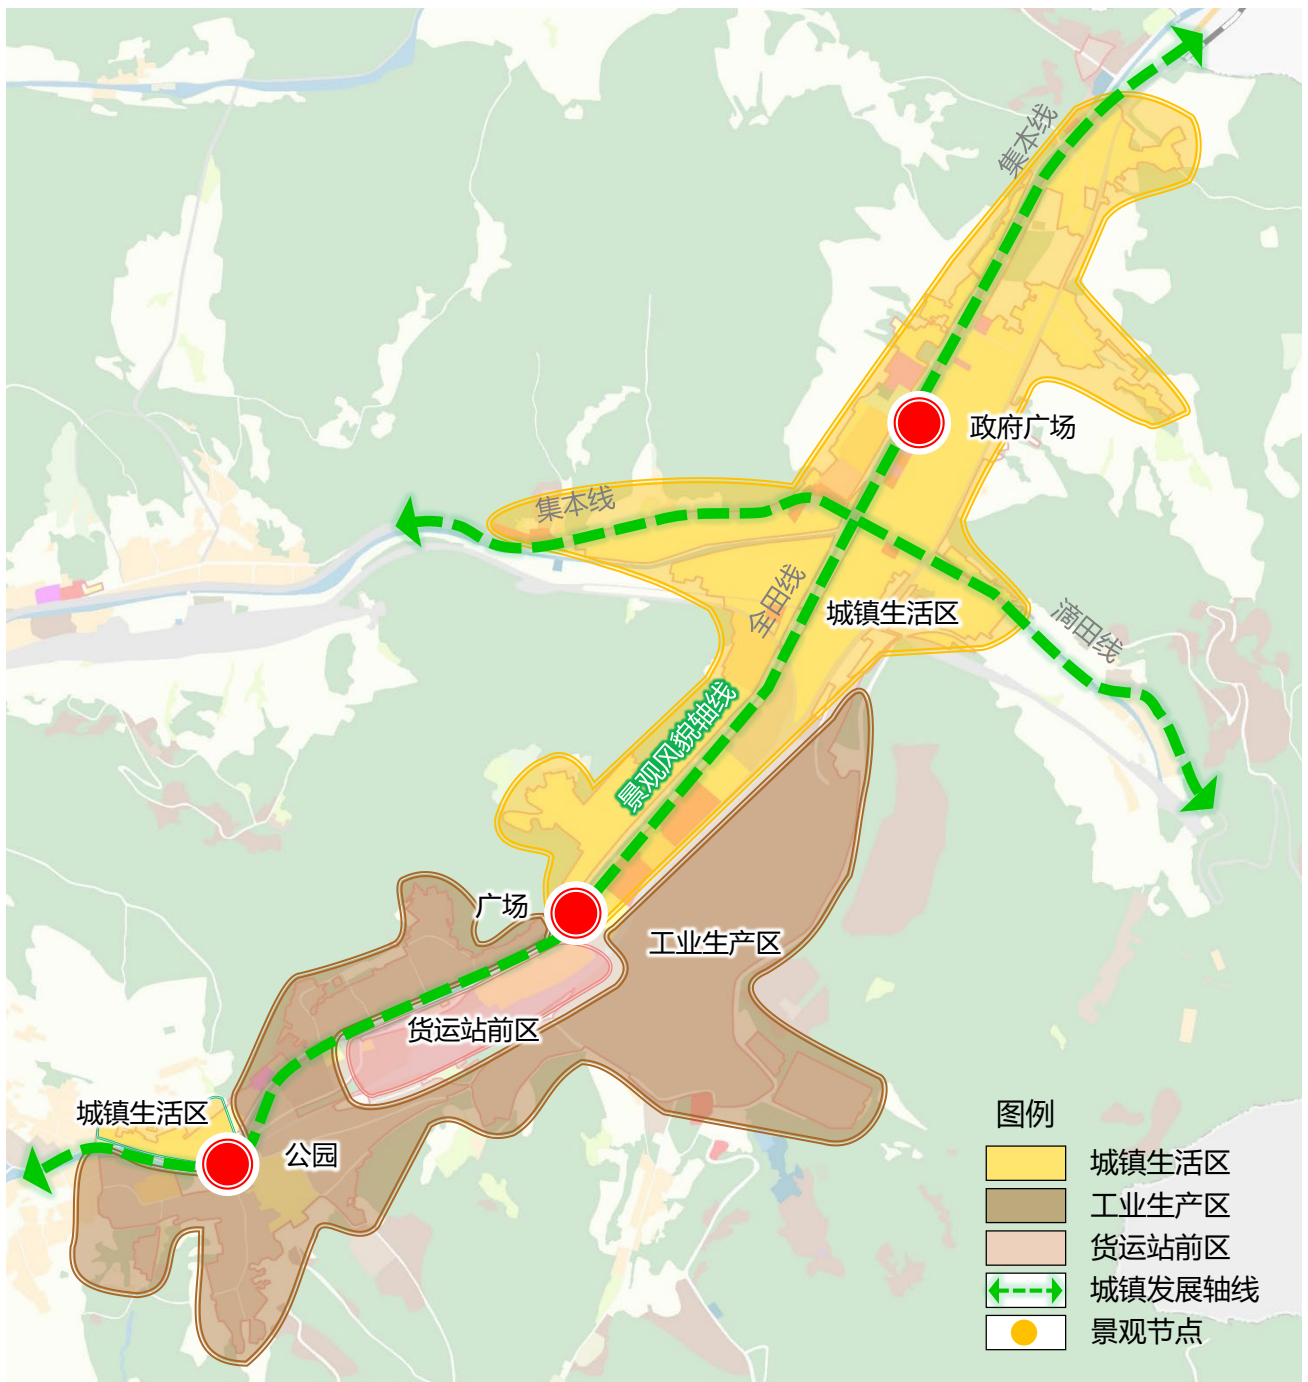 集本线
政府广场
集本线
全田线
城镇生活区
滴田线
景观风貌轴线
广场
工业生产区
货运站前区
城镇生活区
公园
图例
城镇生活区
工业生产区
货运站前区
城镇发展轴线
景观节点